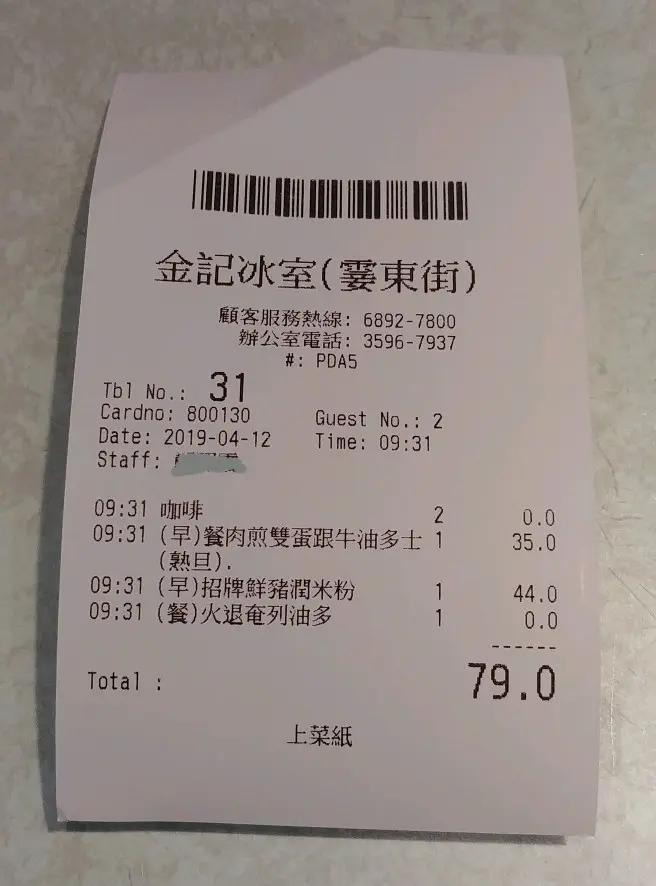 金記冰室(霎東街)
顧客服務熱線: 6892-7800
辦公室電話: 3596-7937
#: PDA5
Tbl No.: 31
Cardno: 800130 Guest No.: 2
Date: 2019-04-12 Time: 09:31
Staff:
09:31 咖啡 2 0.0
09:31 (早)餐肉煎雙蛋跟牛油多士 1 35.0
(熟旦).
09:31 (早)招牌鮮豬潤米粉 1 44.0
09:31 (餐)火退奄列油多 1 0.0
------
Total : 79.0
上菜紙